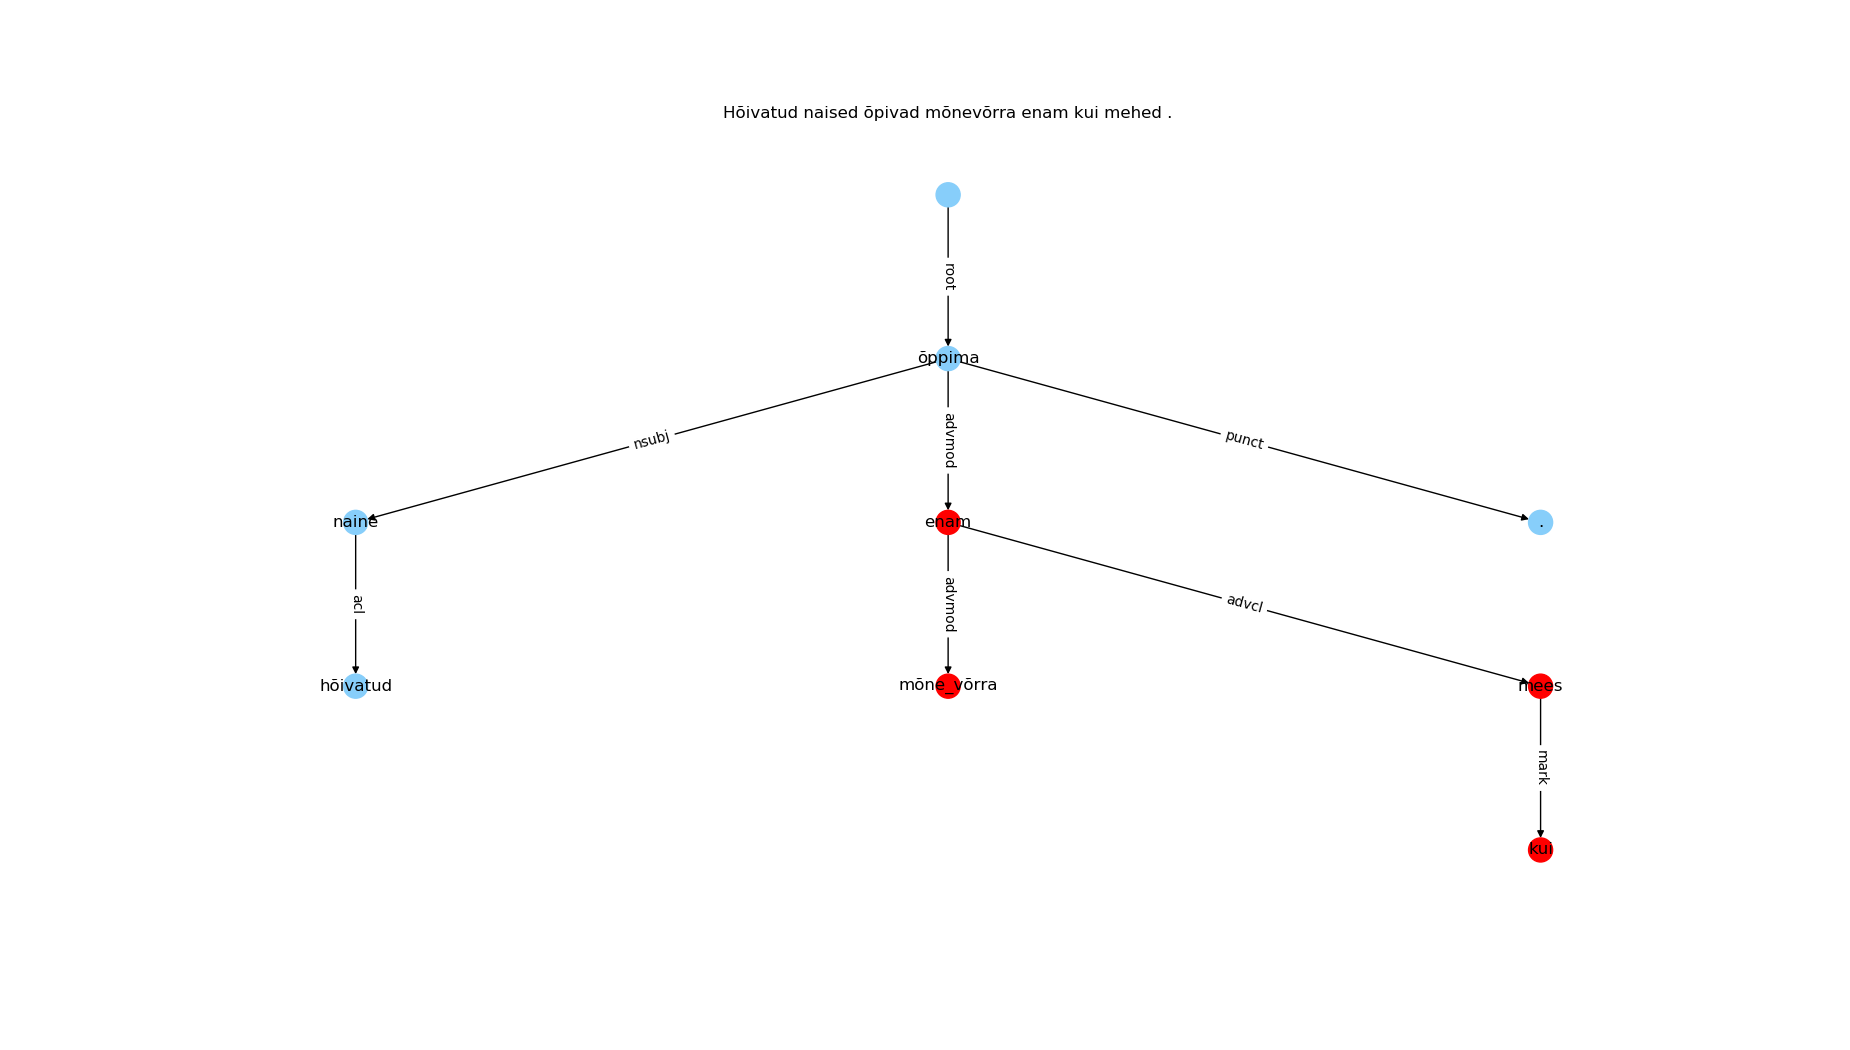 Hõivatud naised õpivad mõnevõrra enam kui mehed .
root
õppima
nsubj
advmod
punct
naine
enam
.
acl
advmod
advcl
hõivatud
mõne_võrra
mees
mark
kui